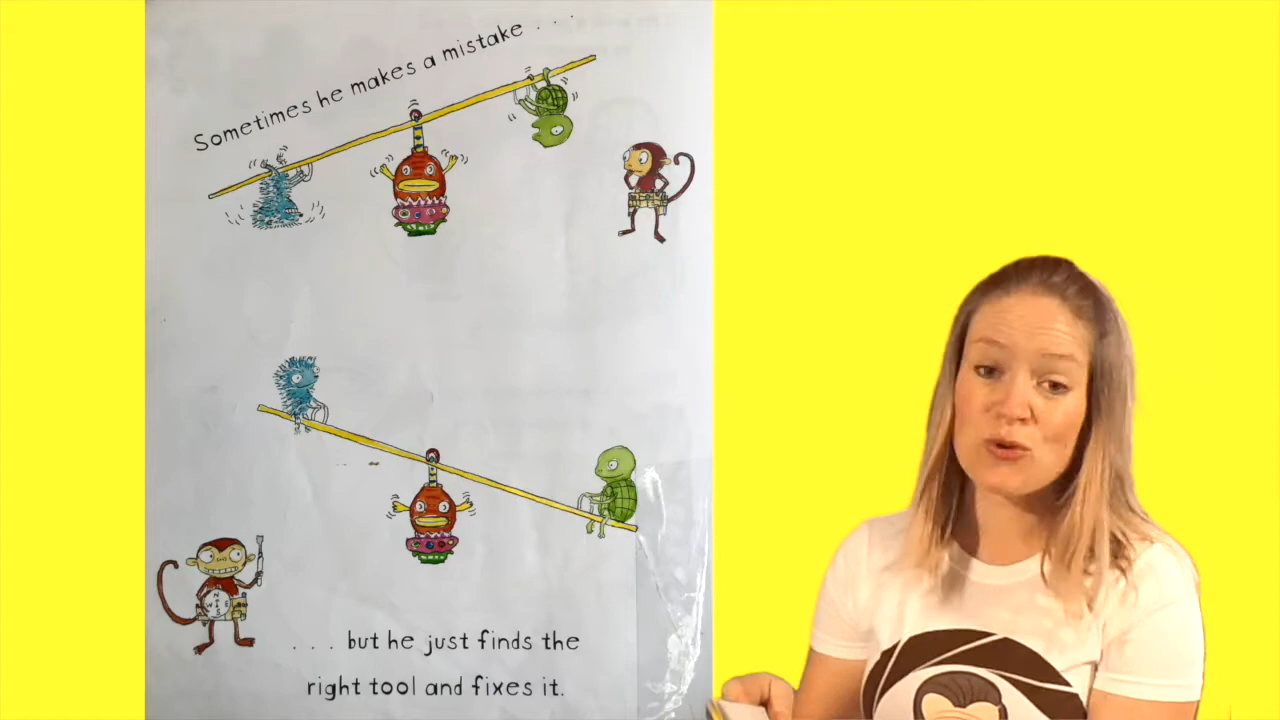 Sometimes he makes a mistake . . .
. . . but he just finds the
right tool and fixes it.
N
W E
S